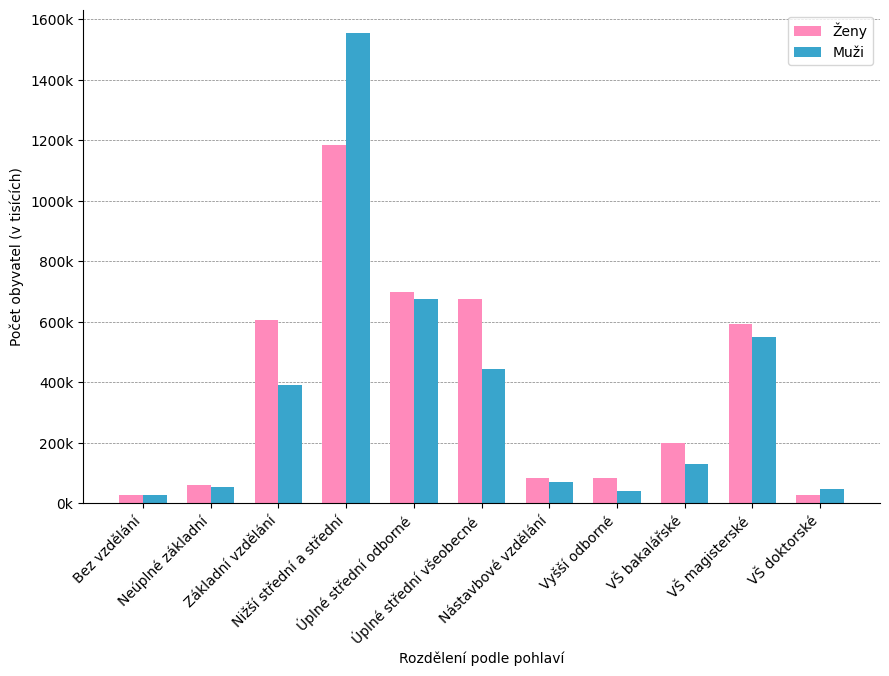 1600k
1400k
1200k
1000k
800k
600k
400k
200k
0k
Počet obyvatel (v tisících)
Ženy
Muži
Bez vzdělání
Neúplné základní
Základní vzdělání
Nižší střední a střední
Úplné střední odborné
Úplné střední všeobecné
Nástavbové vzdělání
Vyšší odborné
VŠ bakalářské
VŠ magisterské
VŠ doktorské
Rozdělení podle pohlaví